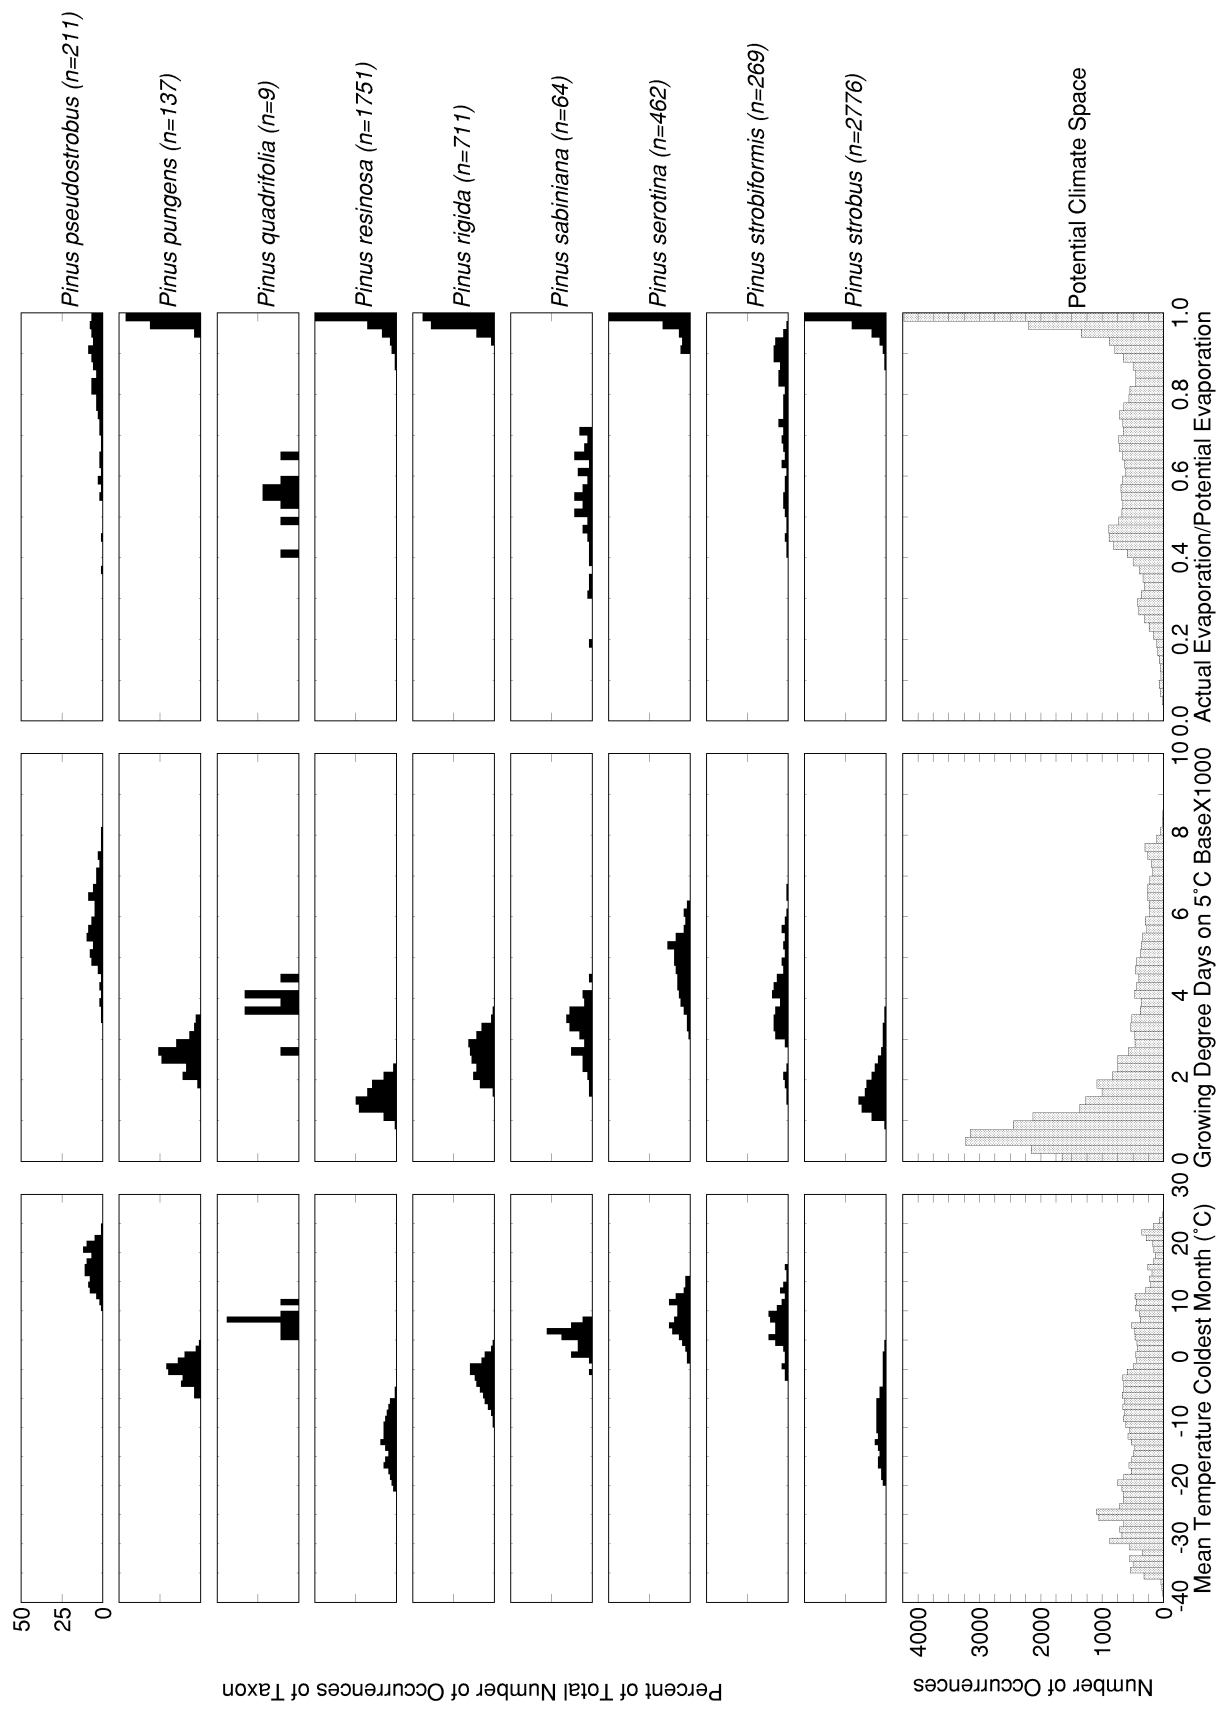 Pinus pseudostrobus (n=211)
Pinus pungens (n=137)
Pinus quadrifolia (n=9)
Pinus resinosa (n=1751)
Pinus rigida (n=711)
Pinus sabiniana (n=64)
Pinus serotina (n=462)
Pinus strobiformis (n=269)
Pinus strobus (n=2776)
Potential Climate Space
50
25
0
Percent of Total Number of Occurrences of Taxon
4000
3000
2000
1000
0
Number of Occurrences
-40 -30 -20 -10 0 10 20 30
Mean Temperature Coldest Month (˚C)
0 2 4 6 8 10
Growing Degree Days on 5˚C BaseX1000
0.0 0.2 0.4 0.6 0.8 1.0
Actual Evaporation/Potential Evaporation